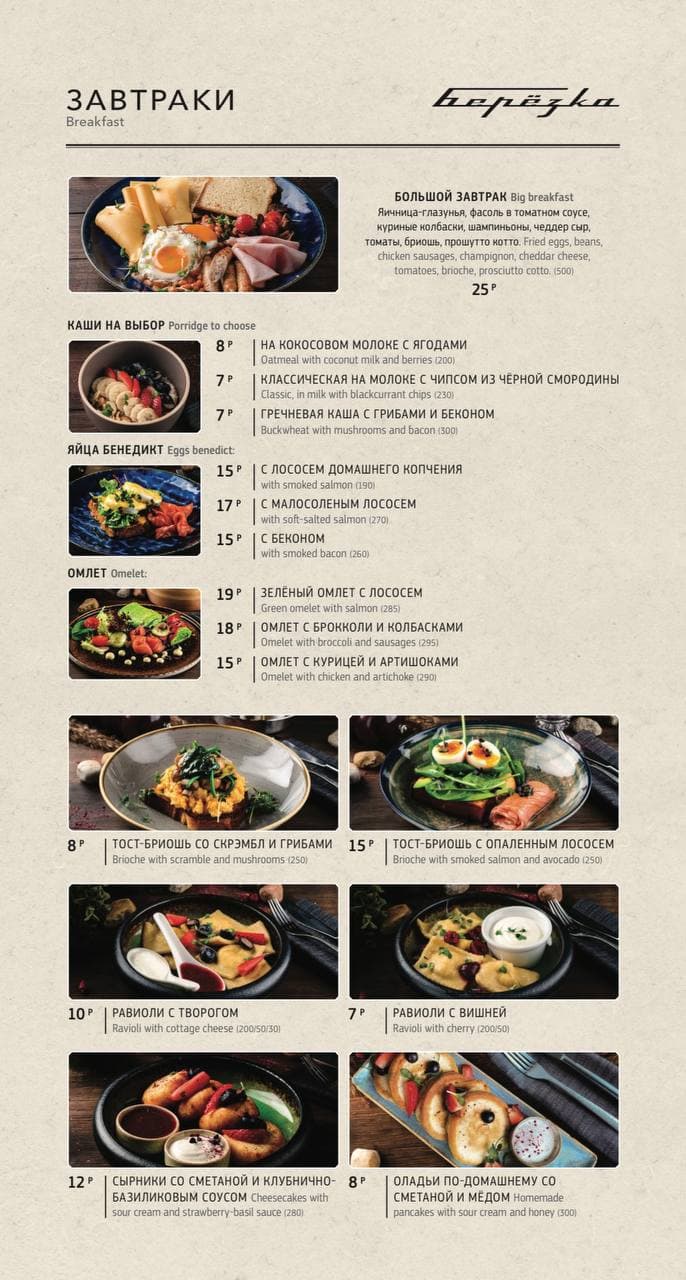 ЗАВТРАКИ
Breakfast
Берёзка
БОЛЬШОЙ ЗАВТРАК Big breakfast
Яичница-глазунья, фасоль в томатном соусе,
куриные колбаски, шампиньоны, чеддер сыр,
томаты, бриошь, прошутто котто. Fried eggs, beans,
chicken sausages, champignon, cheddar cheese,
tomatoes, brioche, prosciutto cotto. (500)
25 Р
КАШИ НА ВЫБОР Porridge to choose
8 Р НА КОКОСОВОМ МОЛОКЕ С ЯГОДАМИ
Oatmeal with coconut milk and berries (200)
7 Р КЛАССИЧЕСКАЯ НА МОЛОКЕ С ЧИПСОМ ИЗ ЧЁРНОЙ СМОРОДИНЫ
Classic, in milk with blackcurrant chips (230)
7 Р ГРЕЧНЕВАЯ КАША С ГРИБАМИ И БЕКОНОМ
Buckwheat with mushrooms and bacon (300)
ЯЙЦА БЕНЕДИКТ Eggs benedict:
15 Р С ЛОСОСЕМ ДОМАШНЕГО КОПЧЕНИЯ
with smoked salmon (190)
17 Р С МАЛОСОЛЕНЫМ ЛОСОСЕМ
with soft-salted salmon (270)
15 Р С БЕКОНОМ
with smoked bacon (260)
ОМЛЕТ Omelet:
19 Р ЗЕЛЁНЫЙ ОМЛЕТ С ЛОСОСЕМ
Green omelet with salmon (285)
18 Р ОМЛЕТ С БРОККОЛИ И КОЛБАСКАМИ
Omelet with broccoli and sausages (295)
15 Р ОМЛЕТ С КУРИЦЕЙ И АРТИШОКАМИ
Omelet with chicken and artichoke (290)
8 Р ТОСТ-БРИОШЬ СО СКРЭМБЛ И ГРИБАМИ
Brioche with scramble and mushrooms (250)
15 Р ТОСТ-БРИОШЬ С ОПАЛЕННЫМ ЛОСОСЕМ
Brioche with smoked salmon and avocado (250)
10 Р РАВИОЛИ С ТВОРОГОМ
Ravioli with cottage cheese (200/50/30)
7 Р РАВИОЛИ С ВИШНЕЙ
Ravioli with cherry (200/50)
12 Р СЫРНИКИ СО СМЕТАНОЙ И КЛУБНИЧНО-
БАЗИЛИКОВЫМ СОУСОМ Cheesecakes with
sour cream and strawberry-basil sauce (280)
8 Р ОЛАДЬИ ПО-ДОМАШНЕМУ СО
СМЕТАНОЙ И МЁДОМ Homemade
pancakes with sour cream and honey (300)